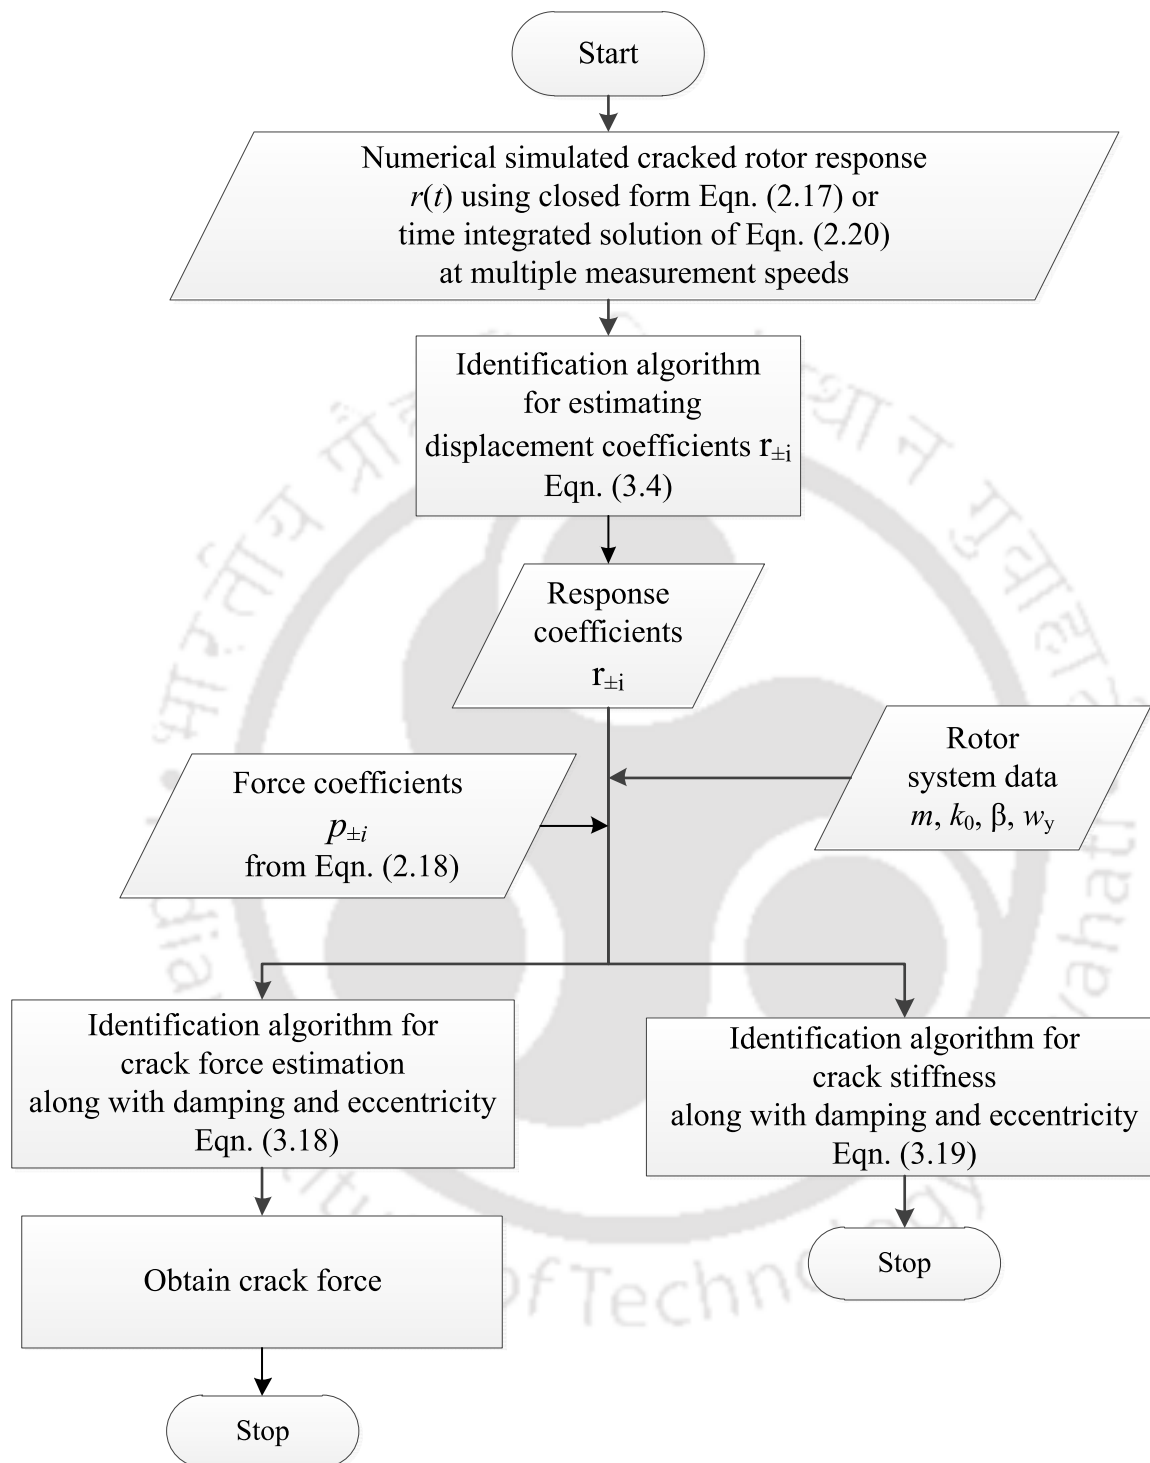 Start
Numerical simulated cracked rotor response
r(t) using closed form Eqn. (2.17) or
time integrated solution of Eqn. (2.20)
at multiple measurement speeds
Identification algorithm
for estimating
displacement coefficients r±i
Eqn. (3.4)
Response
coefficients
r±i
Rotor
system data
m, k₀, β, wy
Force coefficients
p±i
from Eqn. (2.18)
Identification algorithm for
crack force estimation
along with damping and eccentricity
Eqn. (3.18)
Identification algorithm for
crack stiffness
along with damping and eccentricity
Eqn. (3.19)
Obtain crack force
Stop
Stop
of Technology